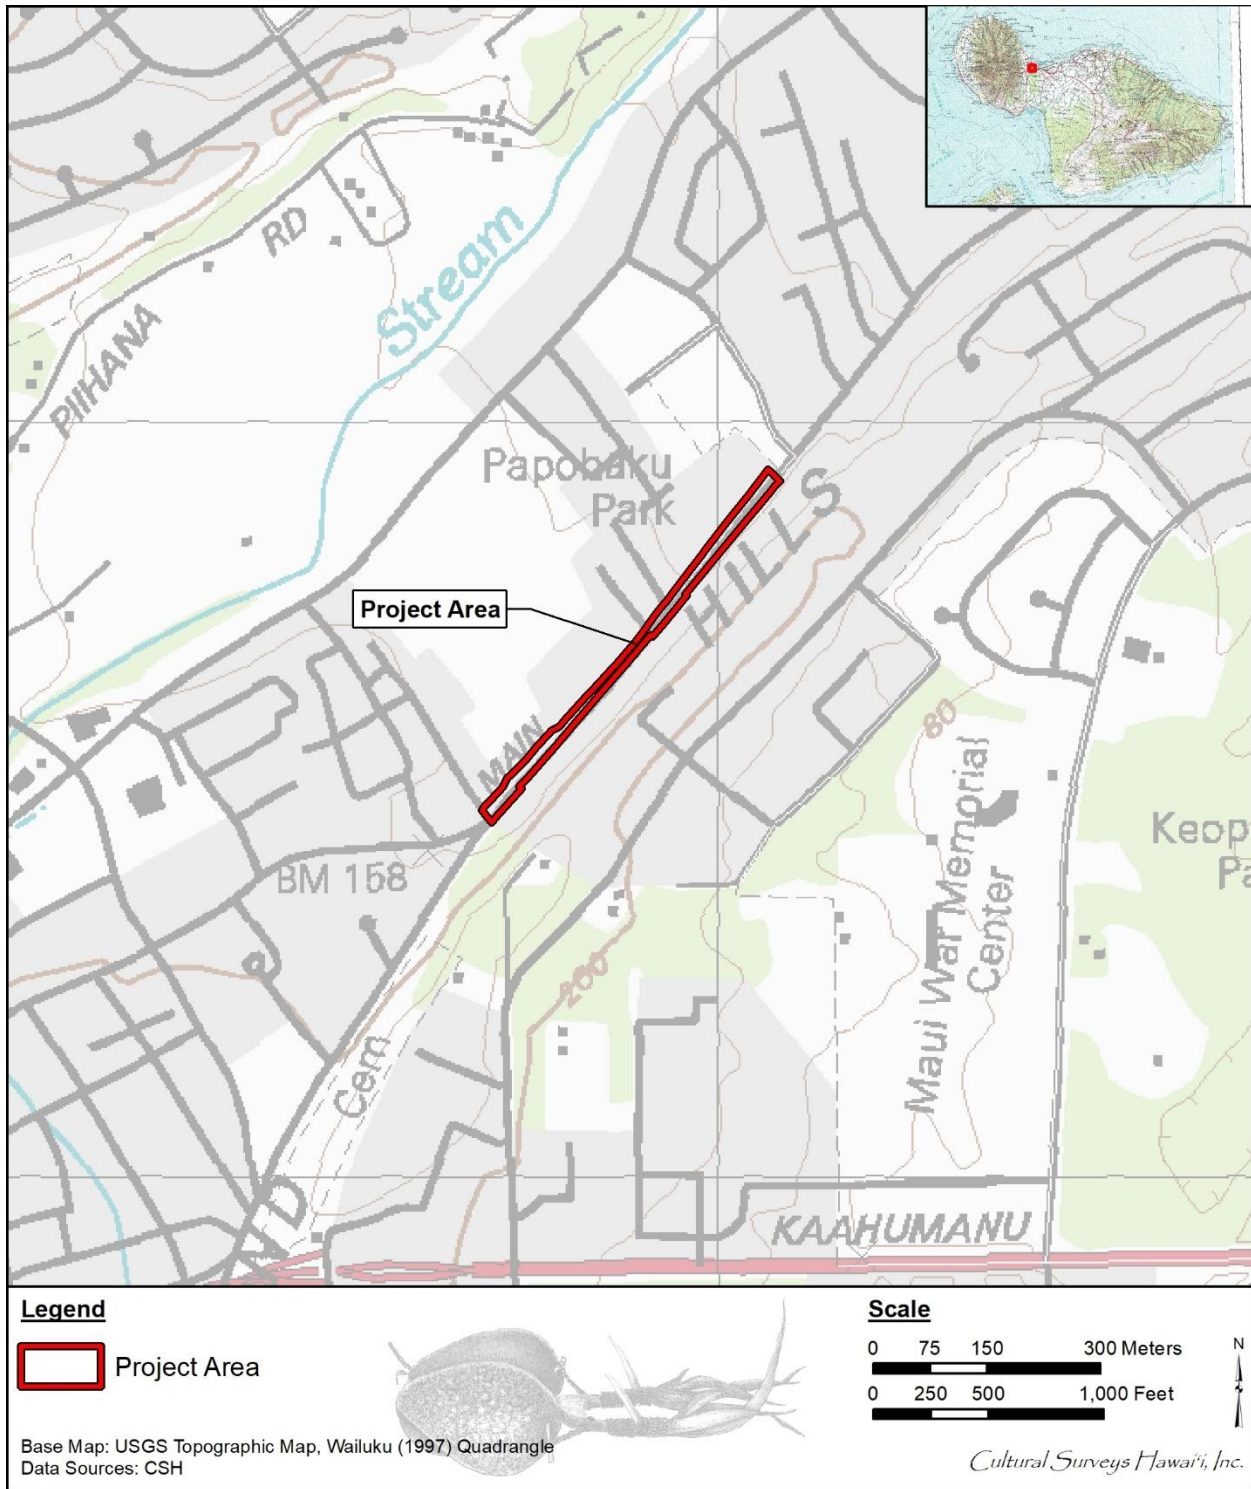 PIIHANA
RD
Stream
Papohaku
Park
HILLS
Project Area
MAIN
80
BM 158
Maui War Memorial
Center
Keop
Pa
200
Cem
KAAHUMANU
Legend
Project Area
Base Map: USGS Topographic Map, Wailuku (1997) Quadrangle
Data Sources: CSH
Scale
0 75 150 300 Meters
0 250 500 1,000 Feet
N
Cultural Surveys Hawai‘i, Inc.